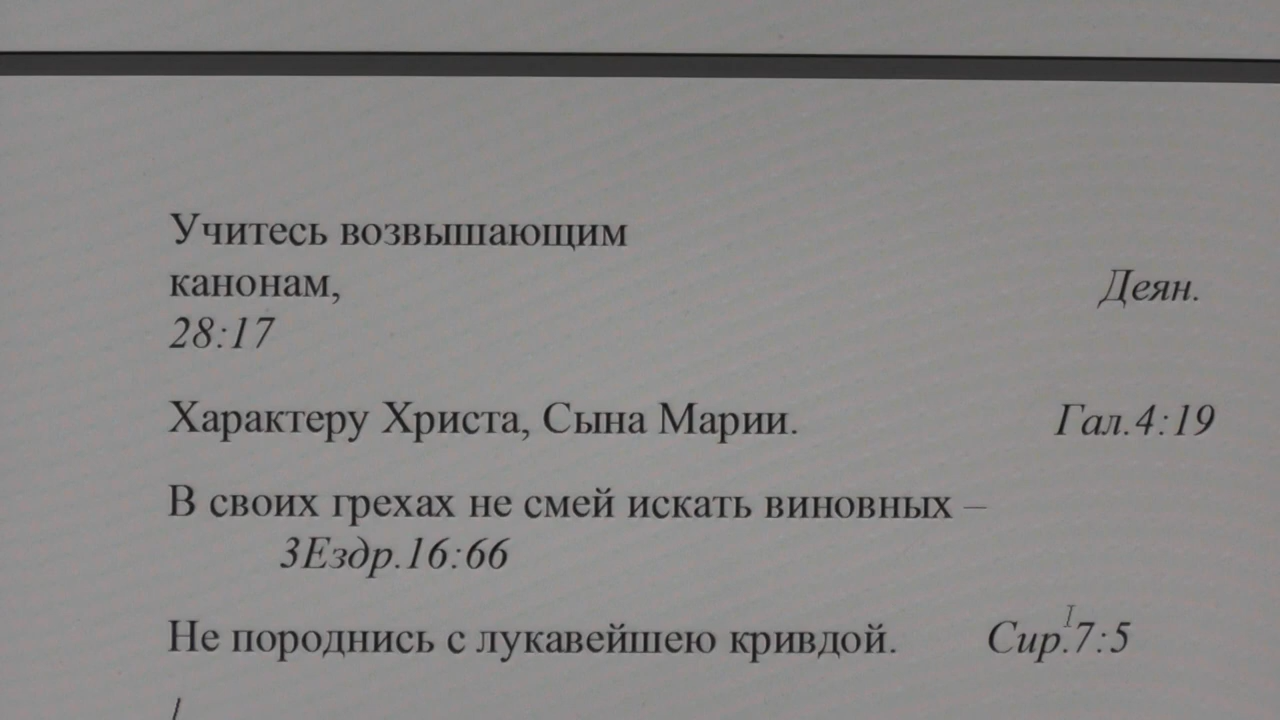 Учитесь возвышающим
канонам, Деян.
28:17
Характеру Христа, Сына Марии. Гал.4:19
В своих грехах не смей искать виновных –
3Ездр.16:66
Не породнись с лукавейшею кривдой. Сир.7:5